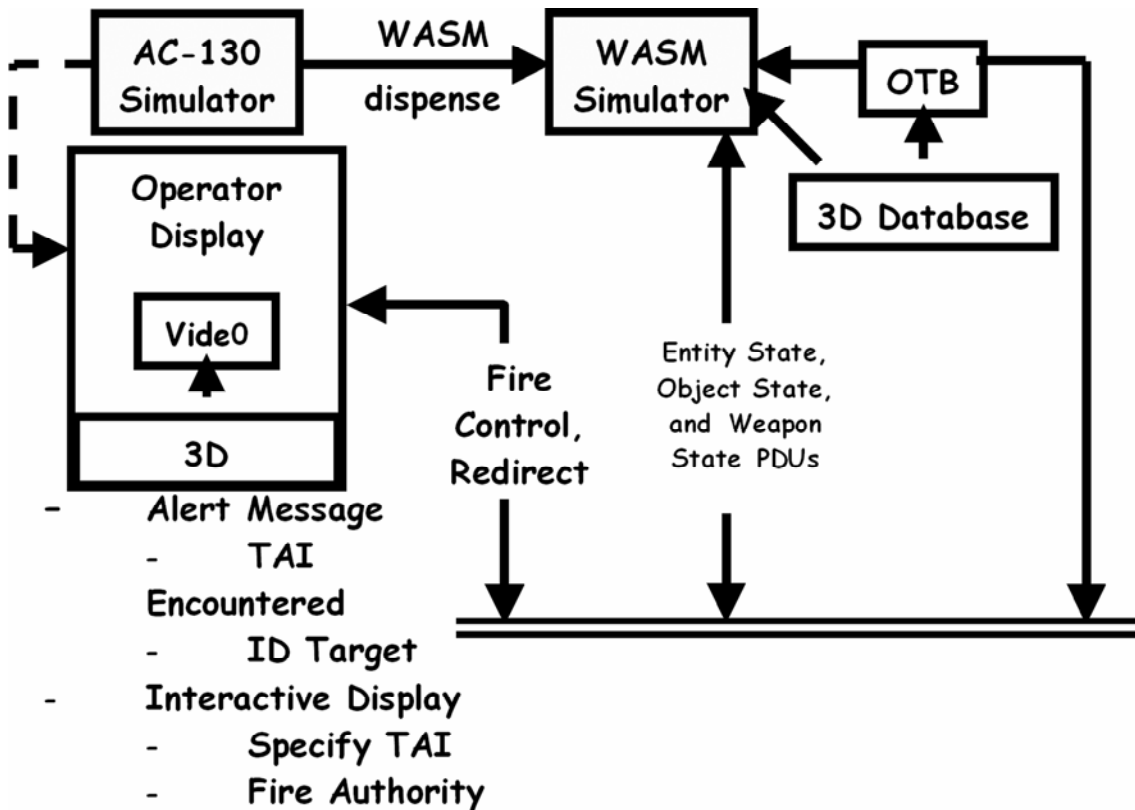 AC-130
Simulator
WASM
dispense
WASM
Simulator
OTB
3D Database
Operator
Display
Vide0
3D
Fire
Control,
Redirect
Entity State,
Object State,
and Weapon
State PDUs
- Alert Message
- TAI
Encountered
- ID Target
- Interactive Display
- Specify TAI
- Fire Authority